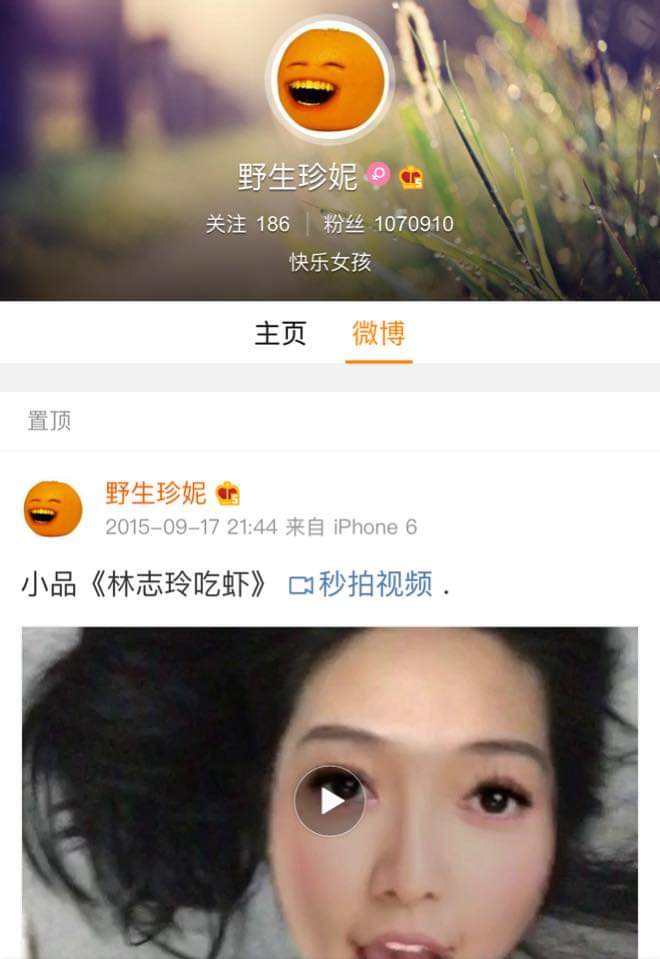 野生珍妮
关注 186 | 粉丝 1070910
快乐女孩
主页 微博
置顶
野生珍妮
2015-09-17 21:44 来自 iPhone 6
小品《林志玲吃虾》 秒拍视频 .